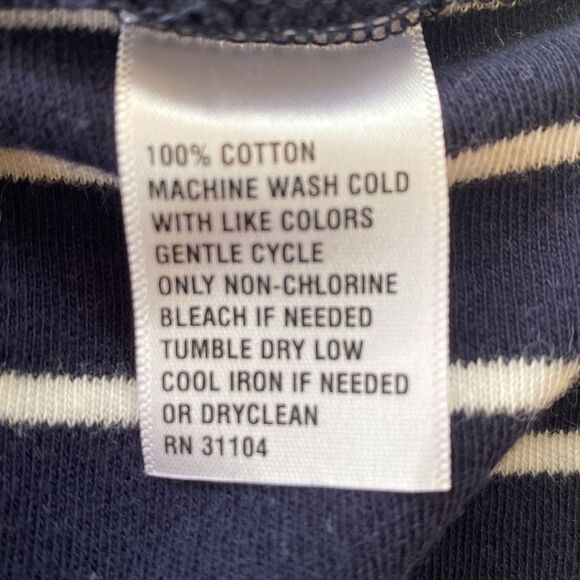 100% COTTON
MACHINE WASH COLD
WITH LIKE COLORS
GENTLE CYCLE
ONLY NON-CHLORINE
BLEACH IF NEEDED
TUMBLE DRY LOW
COOL IRON IF NEEDED
OR DRYCLEAN
RN 31104